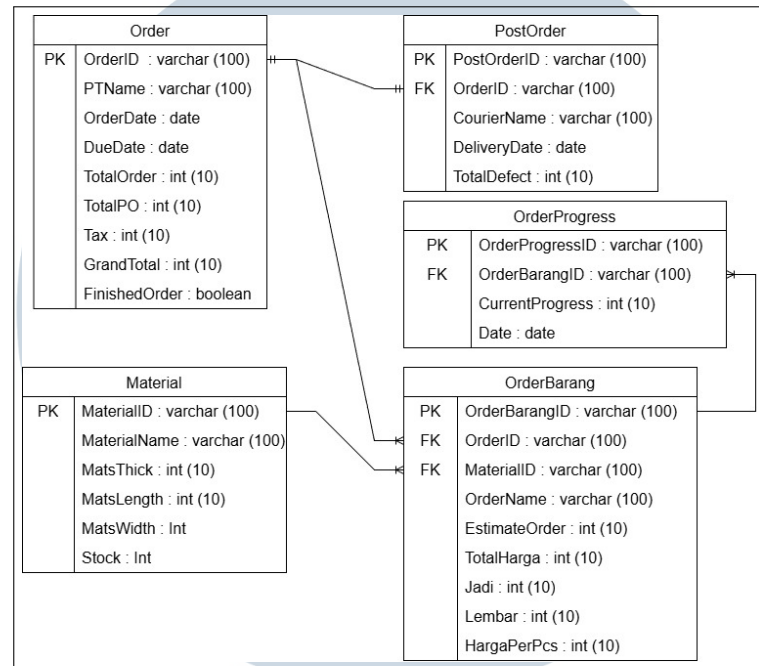 Order
PK OrderID : varchar (100)
PTName : varchar (100)
OrderDate : date
DueDate : date
TotalOrder : int (10)
TotalPO : int (10)
Tax : int (10)
GrandTotal : int (10)
FinishedOrder : boolean
PostOrder
PK PostOrderID : varchar (100)
FK OrderID : varchar (100)
CourierName : varchar (100)
DeliveryDate : date
TotalDefect : int (10)
OrderProgress
PK OrderProgressID : varchar (100)
FK OrderBarangID : varchar (100)
CurrentProgress : int (10)
Date : date
Material
PK MaterialID : varchar (100)
MaterialName : varchar (100)
MatsThick : int (10)
MatsLength : int (10)
MatsWidth : Int
Stock : Int
OrderBarang
PK OrderBarangID : varchar (100)
FK OrderID : varchar (100)
FK MaterialID : varchar (100)
OrderName : varchar (100)
EstimateOrder : int (10)
TotalHarga : int (10)
Jadi : int (10)
Lembar : int (10)
HargaPerPcs : int (10)